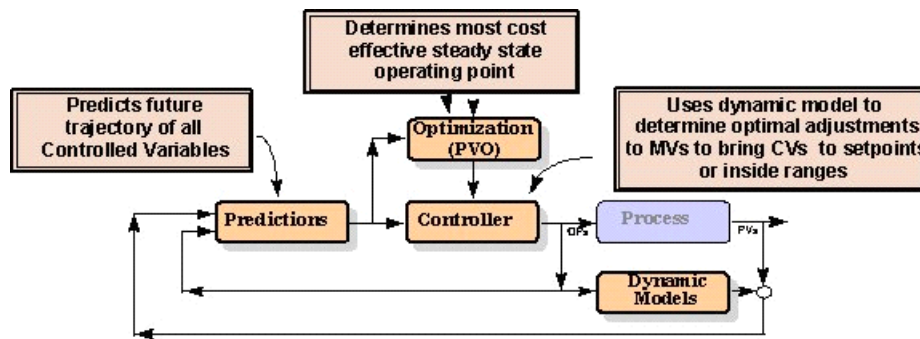 Determines most cost
effective steady state
operating point
Predicts future
trajectory of all
Controlled Variables
Uses dynamic model to
determine optimal adjustments
to MVs to bring CVs to setpoints
or inside ranges
Optimization
(PVO)
Predictions
Controller
OPs
Process
PVs
Dynamic
Models